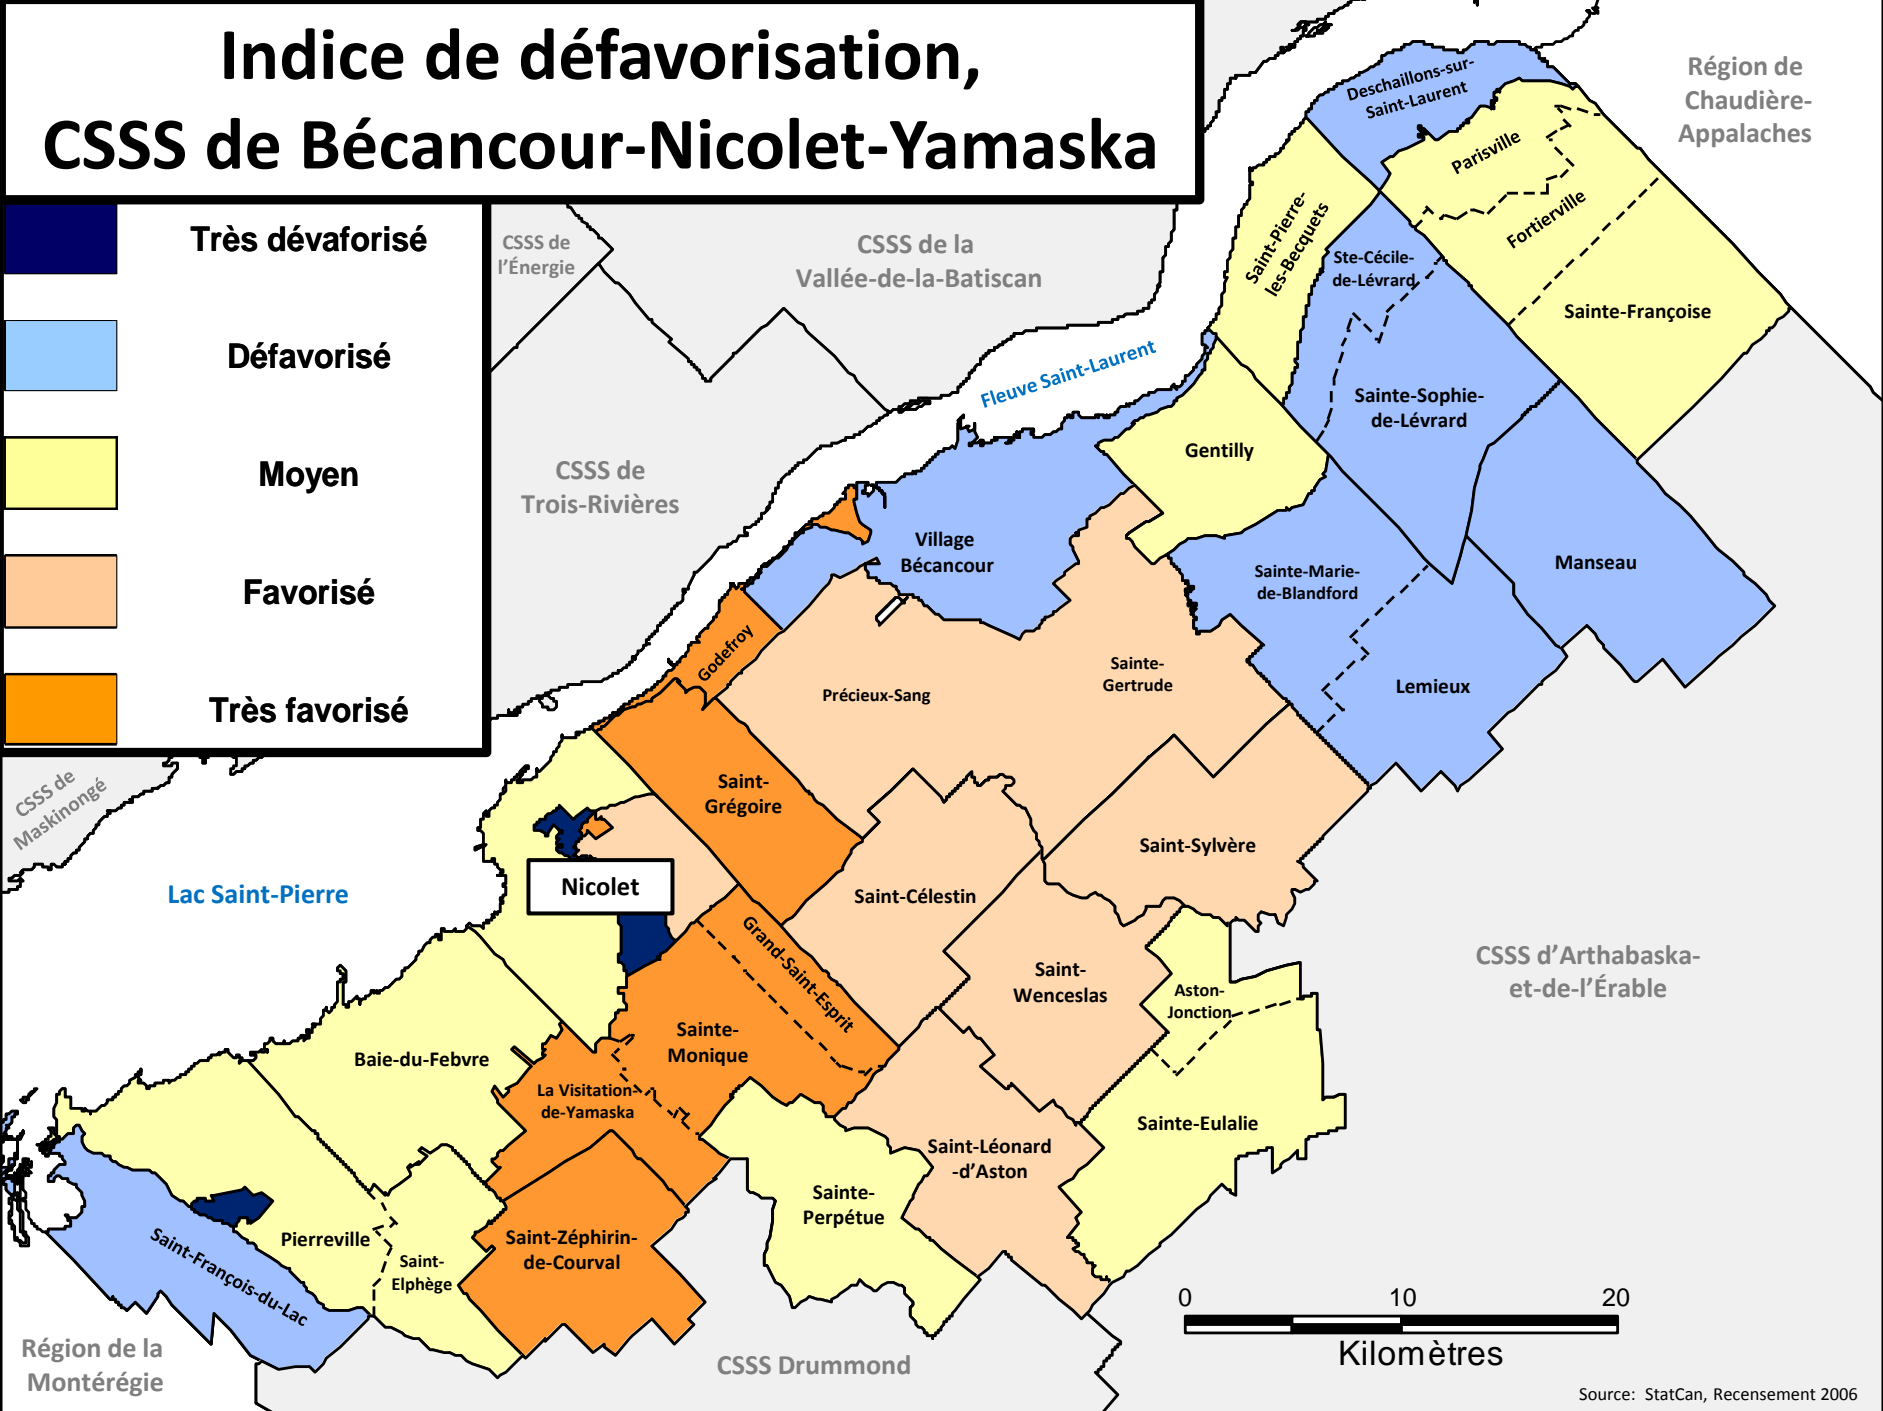 Indice de défavorisation,
CSSS de Bécancour-Nicolet-Yamaska
Très dévaforisé
Défavorisé
Moyen
Favorisé
Très favorisé
CSSS de
l'Énergie
CSSS de la
Vallée-de-la-Batiscan
CSSS de
Trois-Rivières
CSSS de
Maskinongé
Région de
Chaudière-
Appalaches
Deschaillons-sur-
Saint-Laurent
Parisville
Fortierville
Sainte-Françoise
Saint-Pierre-
les-Becquets
Ste-Cécile-
de-Lévrard
Sainte-Sophie-
de-Lévrard
Fleuve Saint-Laurent
Gentilly
Manseau
Village
Bécancour
Sainte-Marie-
de-Blandford
Lemieux
Godefroy
Précieux-Sang
Sainte-
Gertrude
Saint-
Grégoire
Saint-Sylvère
Nicolet
Saint-Célestin
Lac Saint-Pierre
Grand-Saint-Esprit
Saint-
Wenceslas
Aston-
Jonction
CSSS d'Arthabaska-
et-de-l'Érable
Sainte-
Monique
Baie-du-Febvre
La Visitation-
de-Yamaska
Sainte-Eulalie
Saint-Léonard
-d'Aston
Sainte-
Perpétue
Pierreville
Saint-
Elphège
Saint-Zéphirin-
de-Courval
Saint-François-du-Lac
Région de la
Montérégie
CSSS Drummond
0 10 20
Kilomètres
Source: StatCan, Recensement 2006